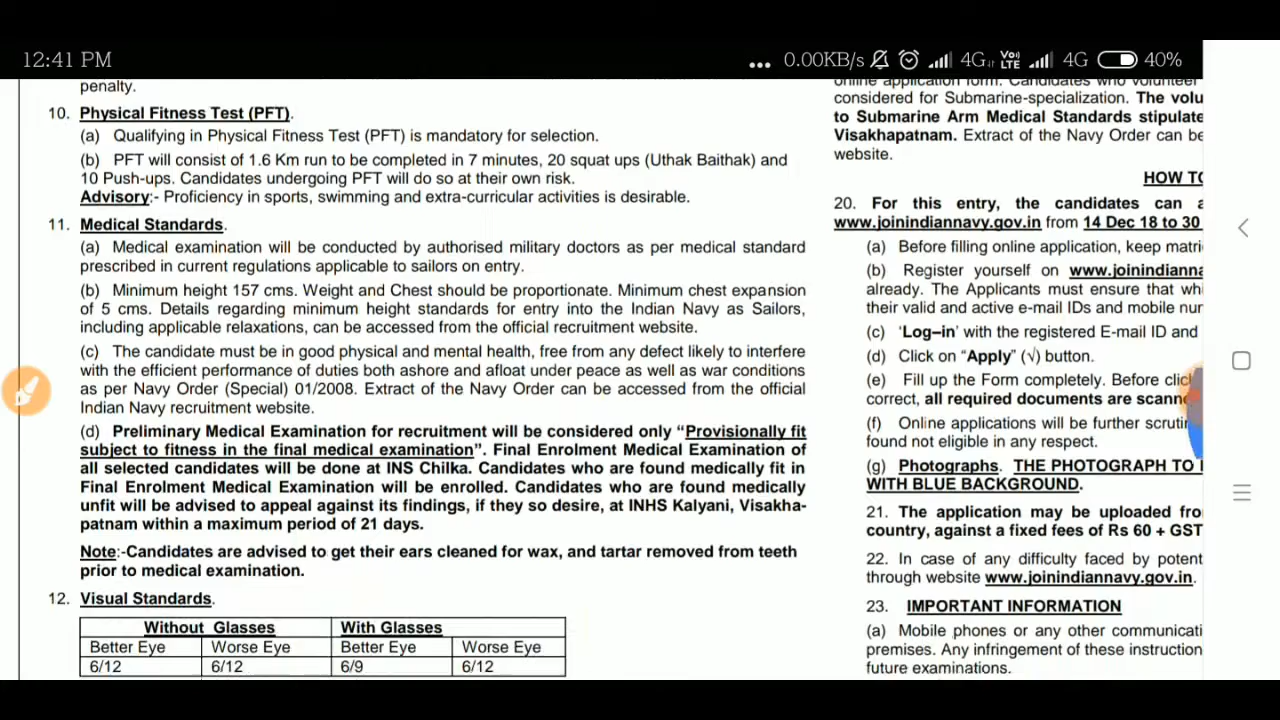 12:41 PM
... 0.00KB/s 4G Vo) LTE 4G 40%
penalty.
10. Physical Fitness Test (PFT).
(a) Qualifying in Physical Fitness Test (PFT) is mandatory for selection.
(b) PFT will consist of 1.6 Km run to be completed in 7 minutes, 20 squat ups (Uthak Baithak) and
10 Push-ups. Candidates undergoing PFT will do so at their own risk.
Advisory:- Proficiency in sports, swimming and extra-curricular activities is desirable.
11. Medical Standards.
(a) Medical examination will be conducted by authorised military doctors as per medical standard
prescribed in current regulations applicable to sailors on entry.
(b) Minimum height 157 cms. Weight and Chest should be proportionate. Minimum chest expansion
of 5 cms. Details regarding minimum height standards for entry into the Indian Navy as Sailors,
including applicable relaxations, can be accessed from the official recruitment website.
(c) The candidate must be in good physical and mental health, free from any defect likely to interfere
with the efficient performance of duties both ashore and afloat under peace as well as war conditions
as per Navy Order (Special) 01/2008. Extract of the Navy Order can be accessed from the official
Indian Navy recruitment website.
(d) Preliminary Medical Examination for recruitment will be considered only “Provisionally fit
subject to fitness in the final medical examination”. Final Enrolment Medical Examination of
all selected candidates will be done at INS Chilka. Candidates who are found medically fit in
Final Enrolment Medical Examination will be enrolled. Candidates who are found medically
unfit will be advised to appeal against its findings, if they so desire, at INHS Kalyani, Visakha-
patnam within a maximum period of 21 days.
Note:-Candidates are advised to get their ears cleaned for wax, and tartar removed from teeth
prior to medical examination.
12. Visual Standards.
Without Glasses With Glasses
Better Eye Worse Eye Better Eye Worse Eye
6/12 6/12 6/9 6/12
online application form. Candidates who volunteer
considered for Submarine-specialization. The volu
to Submarine Arm Medical Standards stipulate
Visakhapatnam. Extract of the Navy Order can be
website.
HOW TO
20. For this entry, the candidates can a
www.joinindiannavy.gov.in from 14 Dec 18 to 30
(a) Before filling online application, keep matri
(b) Register yourself on www.joinindianna
already. The Applicants must ensure that whi
their valid and active e-mail IDs and mobile nur
(c) ‘Log–in’ with the registered E-mail ID and
(d) Click on “Apply” (√) button.
(e) Fill up the Form completely. Before clic
correct, all required documents are scann
(f) Online applications will be further scruti
found not eligible in any respect.
(g) Photographs. THE PHOTOGRAPH TO
WITH BLUE BACKGROUND.
21. The application may be uploaded fro
country, against a fixed fees of Rs 60 + GST
22. In case of any difficulty faced by potent
through website www.joinindiannavy.gov.in.
23. IMPORTANT INFORMATION
(a) Mobile phones or any other communicati
premises. Any infringement of these instruction
future examinations.